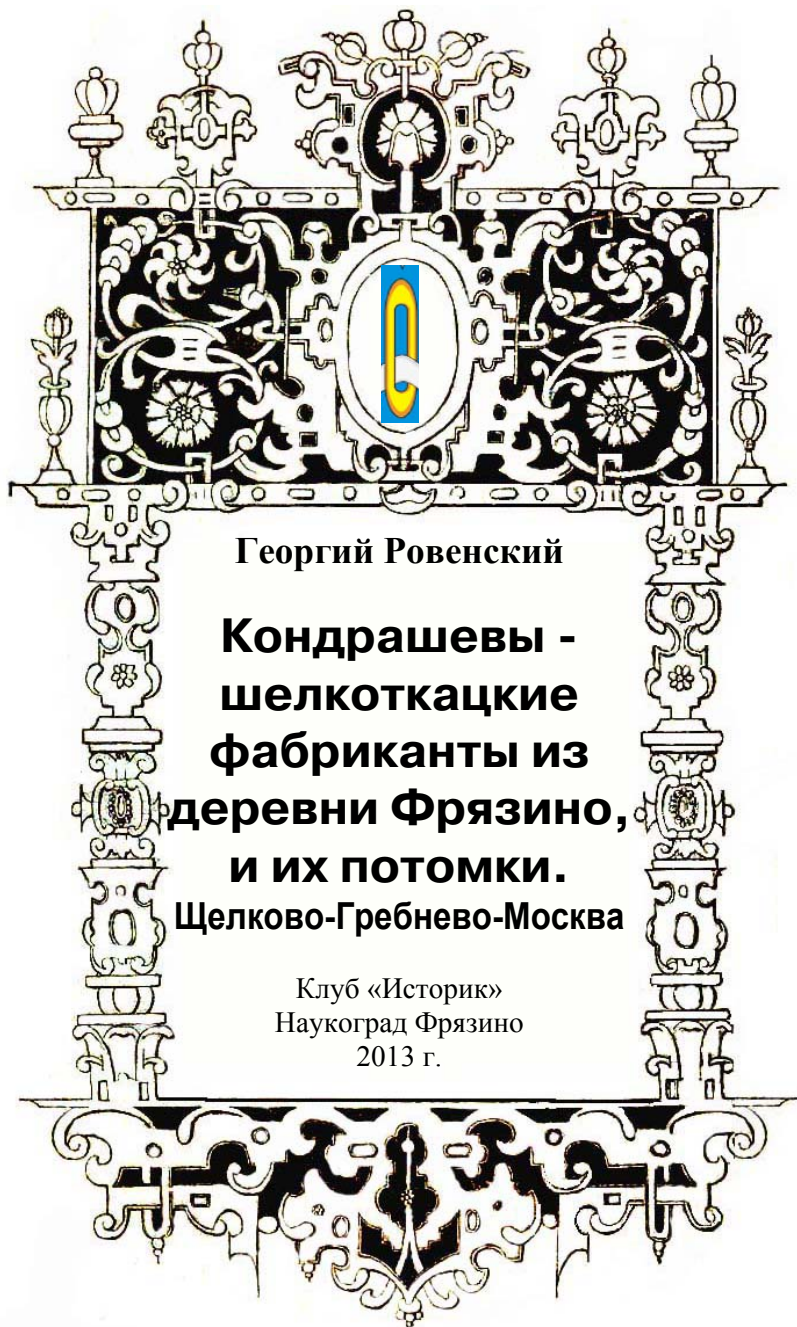 Георгий Ровенский
Кондрашевы -
шелкоткацкие
фабриканты из
деревни Фрязино,
и их потомки.
Щелково-Гребнево-Москва
Клуб «Историк»
Наукоград Фрязино
2013 г.